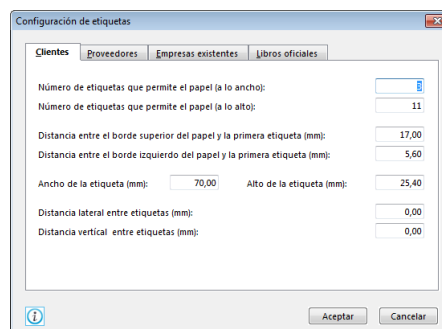 Configuración de etiquetas
Clientes Proveedores Empresas existentes Libros oficiales
Número de etiquetas que permite el papel (a lo ancho): 3
Número de etiquetas que permite el papel (a lo alto): 11
Distancia entre el borde superior del papel y la primera etiqueta (mm): 17,00
Distancia entre el borde izquierdo del papel y la primera etiqueta (mm): 5,60
Ancho de la etiqueta (mm): 70,00 Alto de la etiqueta (mm): 25,40
Distancia lateral entre etiquetas (mm): 0,00
Distancia vertical entre etiquetas (mm): 0,00
Aceptar Cancelar